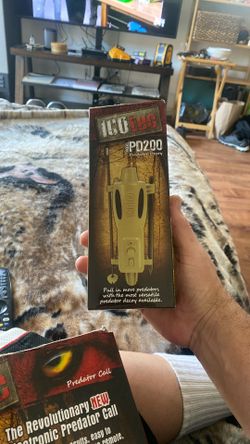 ICOtec
PD200
Predator Decoy
Pull in more predators
with the most versatile
predator decoy available.
Predator Call
The Revolutionary NEW
Electronic Predator Call